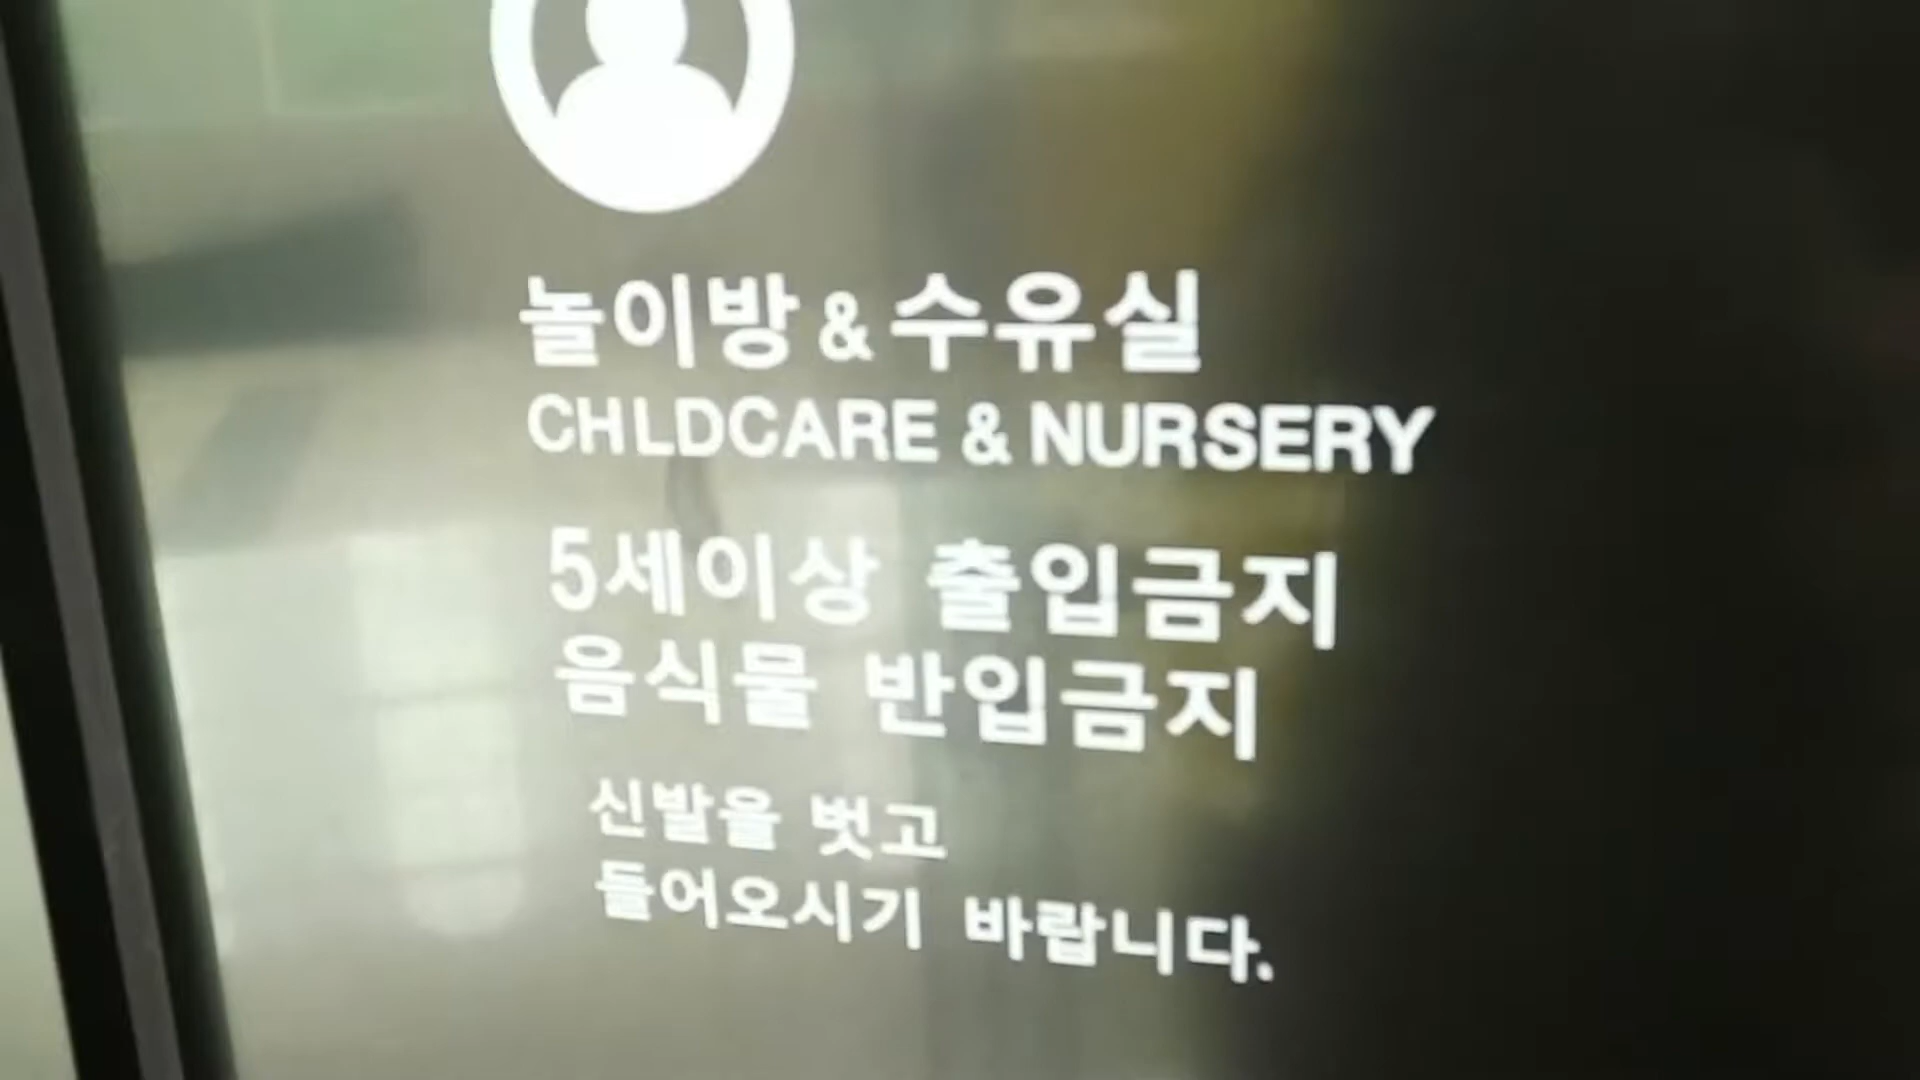 놀이방 & 수유실
CHLDCARE & NURSERY
5세이상 출입금지
음식물 반입금지
신발을 벗고
들어오시기 바랍니다.